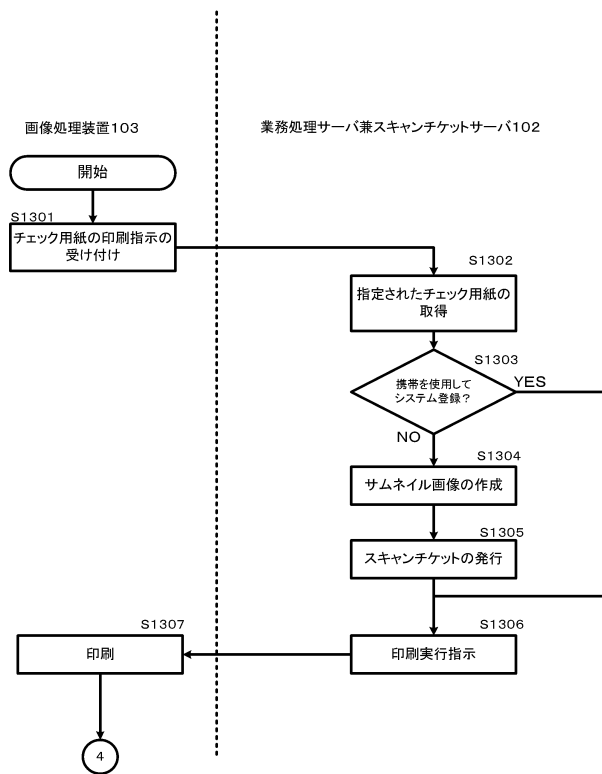 画像処理装置103
業務処理サーバ兼スキャンチケットサーバ102
開始
S1301
チェック用紙の印刷指示の
受け付け
S1302
指定されたチェック用紙の
取得
S1303
携帯を使用して
システム登録?
YES
NO
S1304
サムネイル画像の作成
S1305
スキャンチケットの発行
S1306
印刷実行指示
S1307
印刷
4